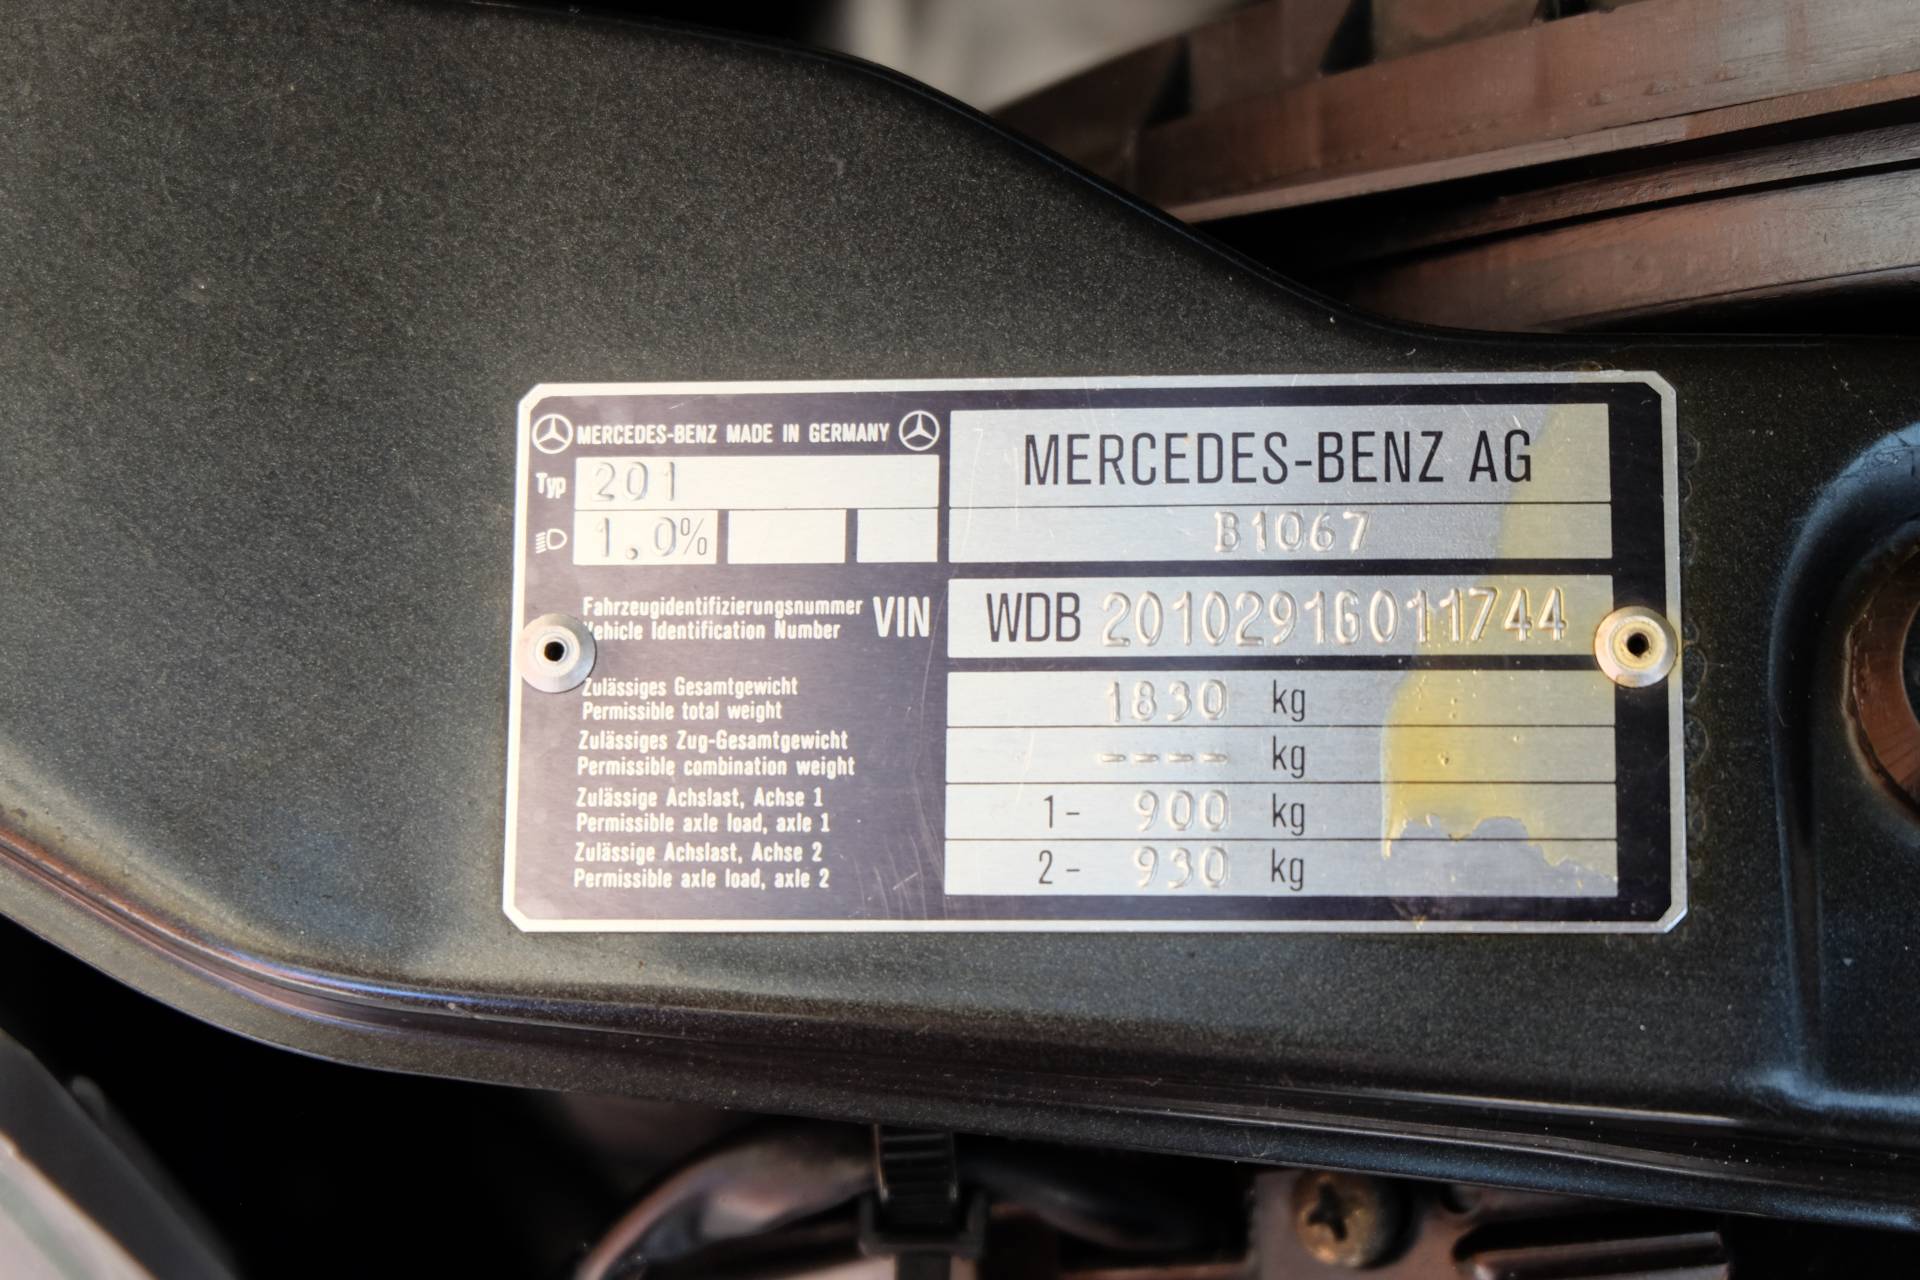 MERCEDES-BENZ MADE IN GERMANY
MERCEDES-BENZ AG
Typ 201
1.0%
B1067
Fahrzeugidentifizierungsnummer
Vehicle Identification Number
VIN
WDB 2010291G011744
Zulässiges Gesamtgewicht
Permissible total weight
1830 kg
Zulässiges Zug-Gesamtgewicht
Permissible combination weight
---- kg
Zulässige Achslast, Achse 1
Permissible axle load, axle 1
1- 900 kg
Zulässige Achslast, Achse 2
Permissible axle load, axle 2
2- 930 kg